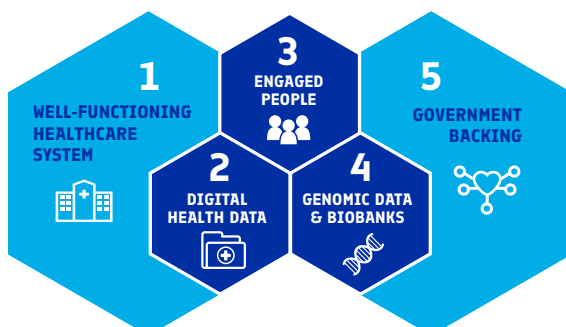 1
WELL-FUNCTIONING
HEALTHCARE
SYSTEM
2
DIGITAL
HEALTH DATA
3
ENGAGED
PEOPLE
4
GENOMIC DATA
& BIOBANKS
5
GOVERNMENT
BACKING